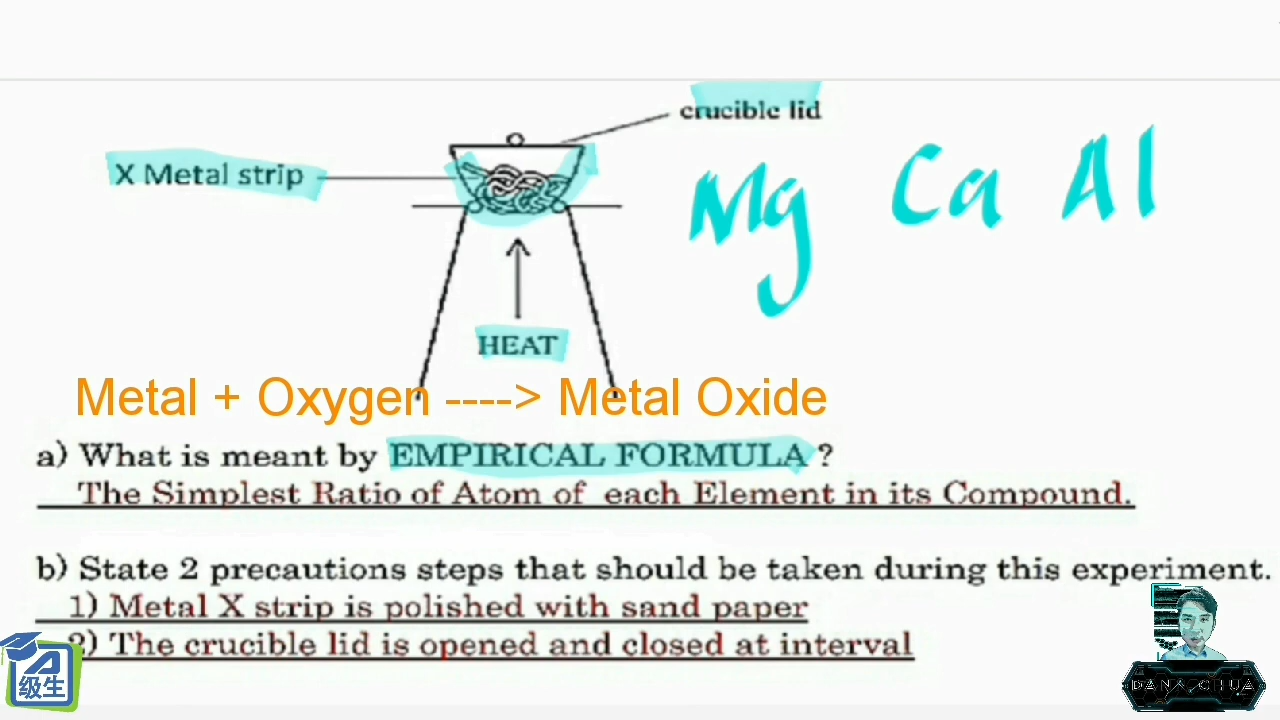 crucible lid
X Metal strip
Mg Ca Al
HEAT
Metal + Oxygen ----> Metal Oxide
a) What is meant by EMPIRICAL FORMULA ?
The Simplest Ratio of Atom of each Element in its Compound.
b) State 2 precautions steps that should be taken during this experiment.
1) Metal X strip is polished with sand paper
2) The crucible lid is opened and closed at interval
A
级生
DANA CHUA